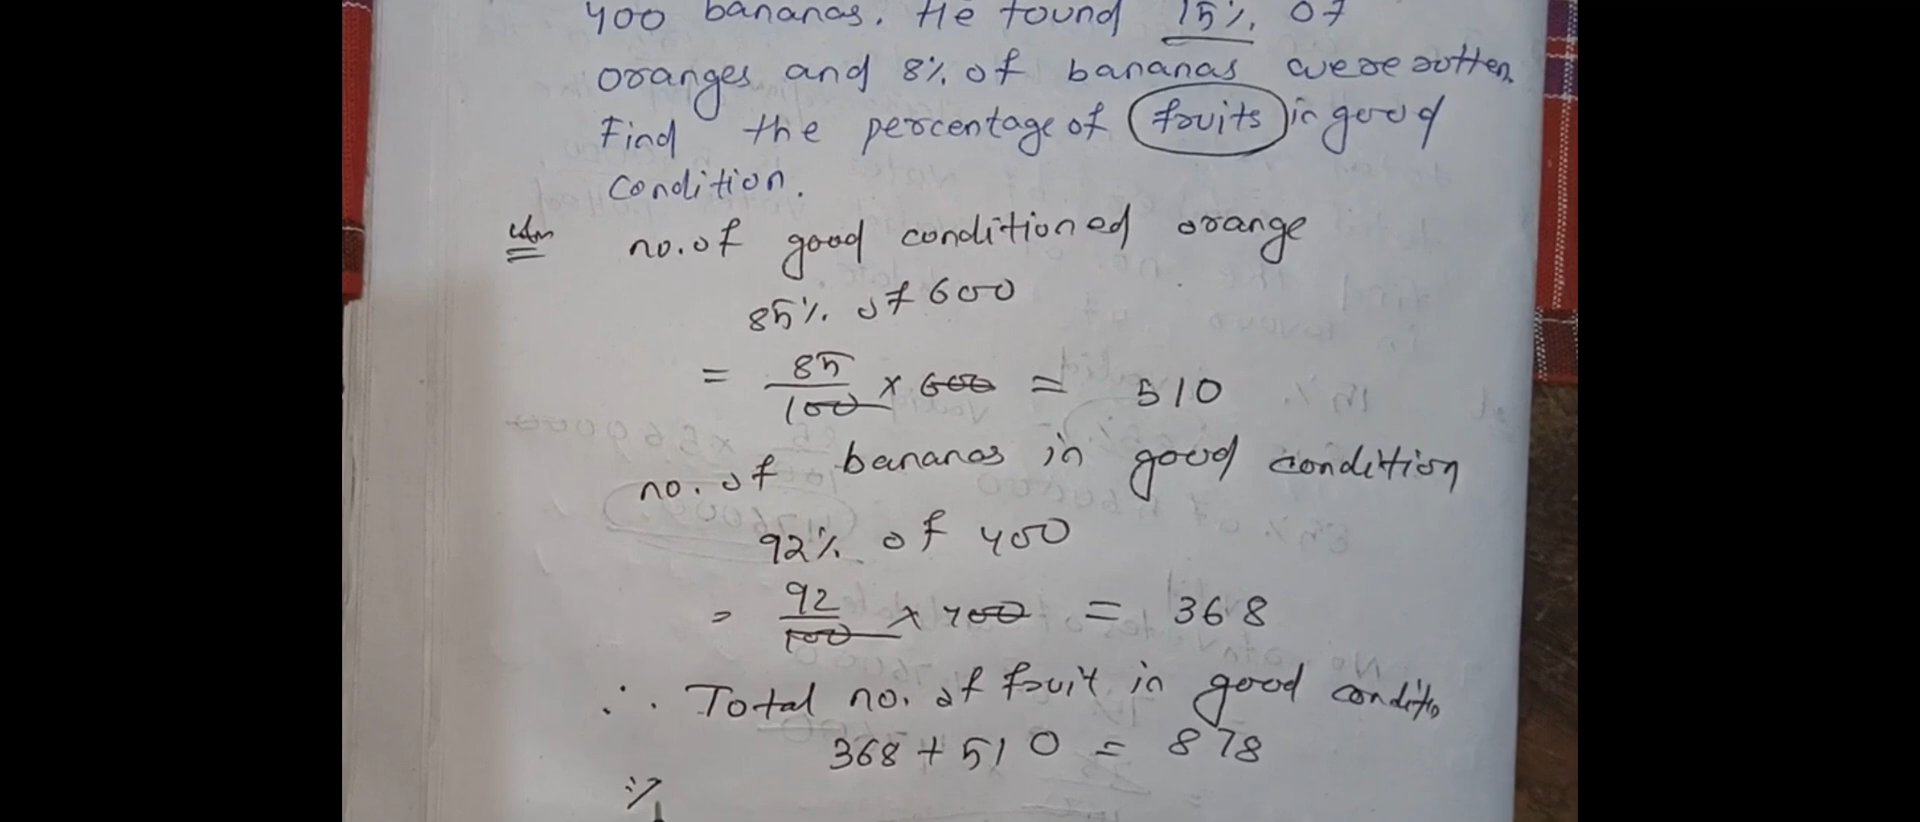 400 bananas. He found 15% of
oranges and 8% of bananas were rotten.
Find the percentage of fruits in good
condition.
no. of good conditioned orange
85% of 600
= 85/100 × 600 = 510
no. of bananas in good condition
92% of 400
= 92/100 × 400 = 368
∴ Total no. of fruit in good conditio
368 + 510 = 878
∴